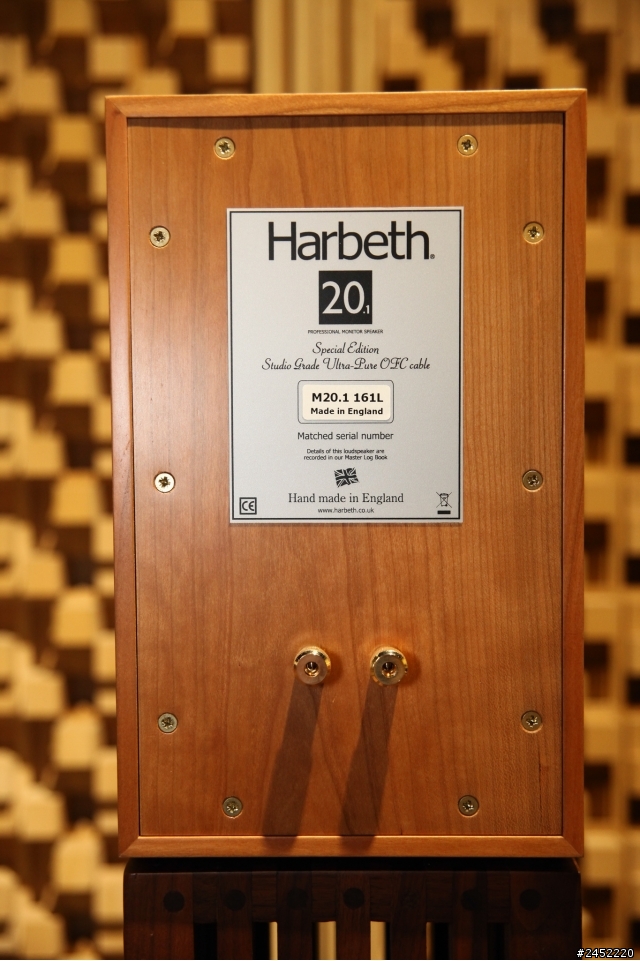 Harbeth®
20.1
PROFESSIONAL MONITOR SPEAKER
Special Edition
Studio Grade Ultra-Pure OFC cable
M20.1 161L
Made in England
Matched serial number
Details of this loudspeaker are
recorded in our Master Log Book
Hand made in England
CE
www.harbeth.co.uk
#2452220